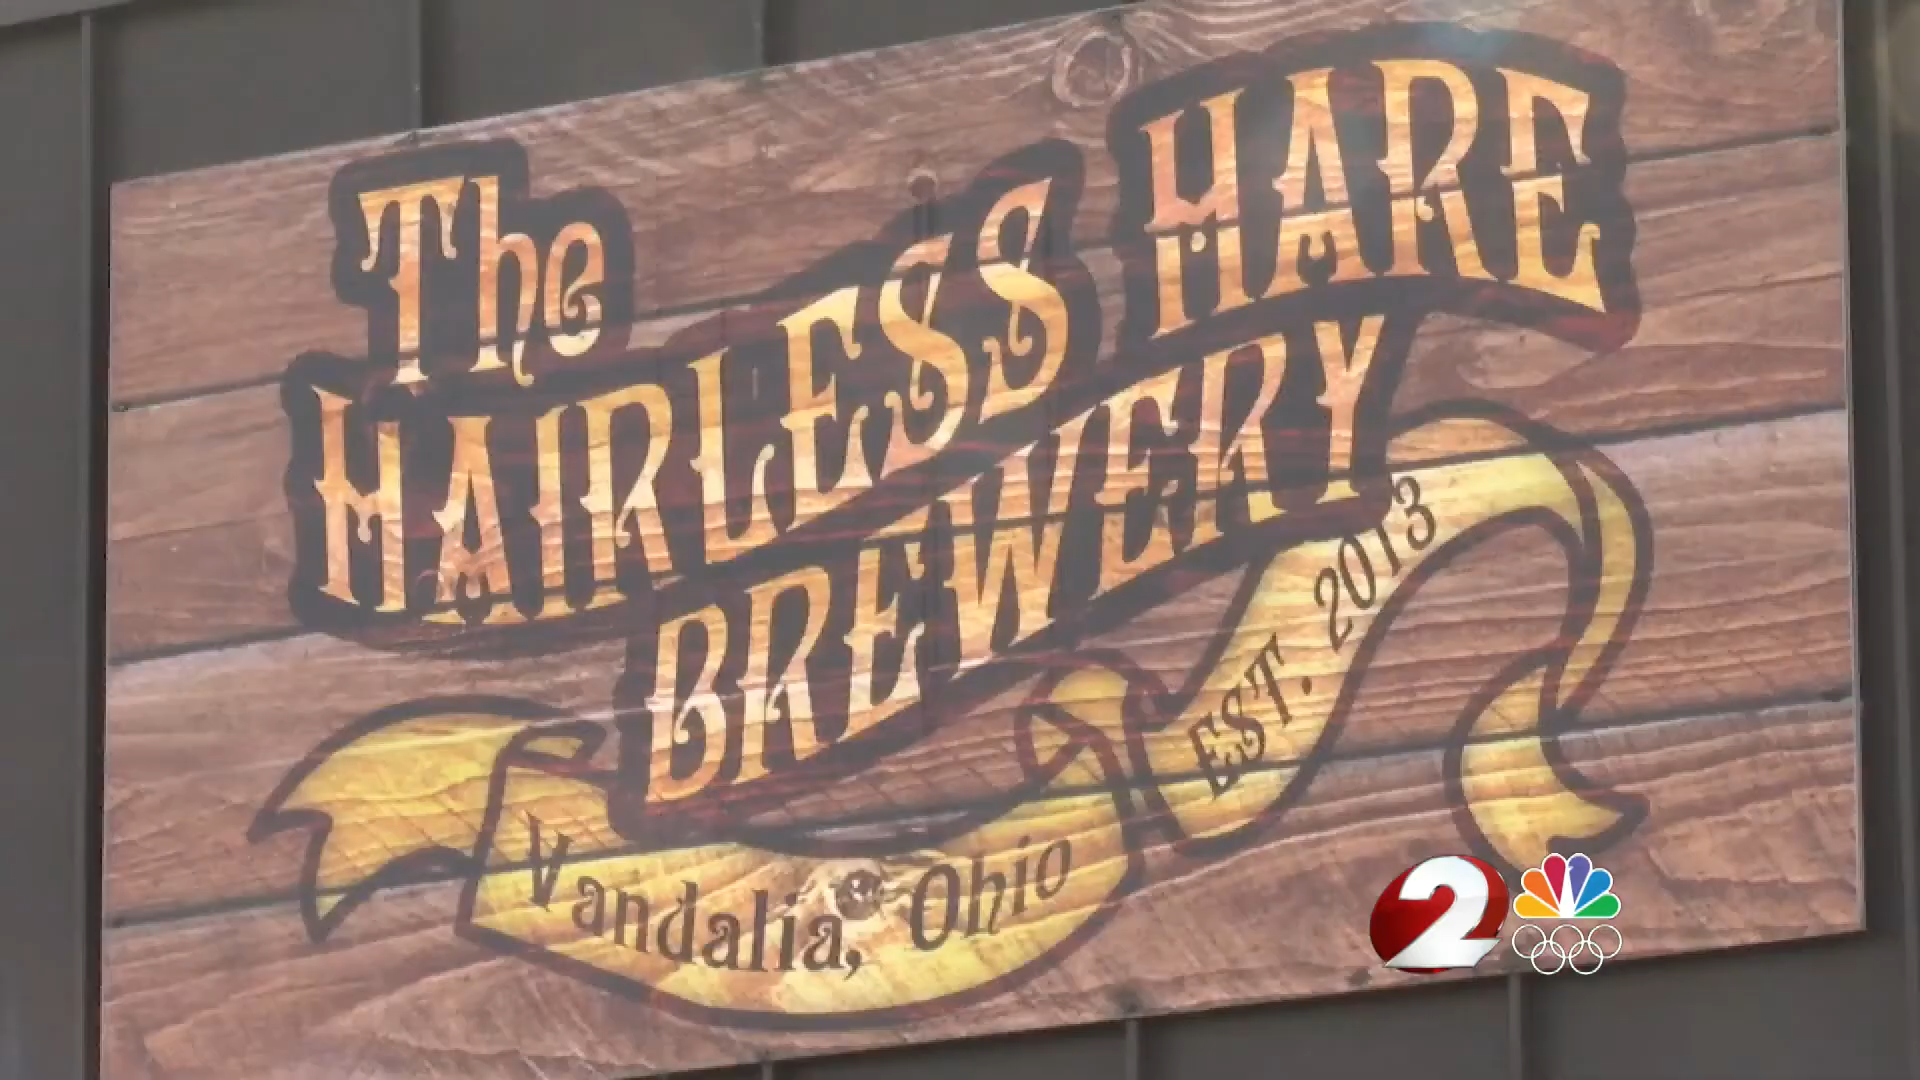 The
HAIRLESS HARE
BREWERY
EST. 2013
Vandalia, Ohio
2